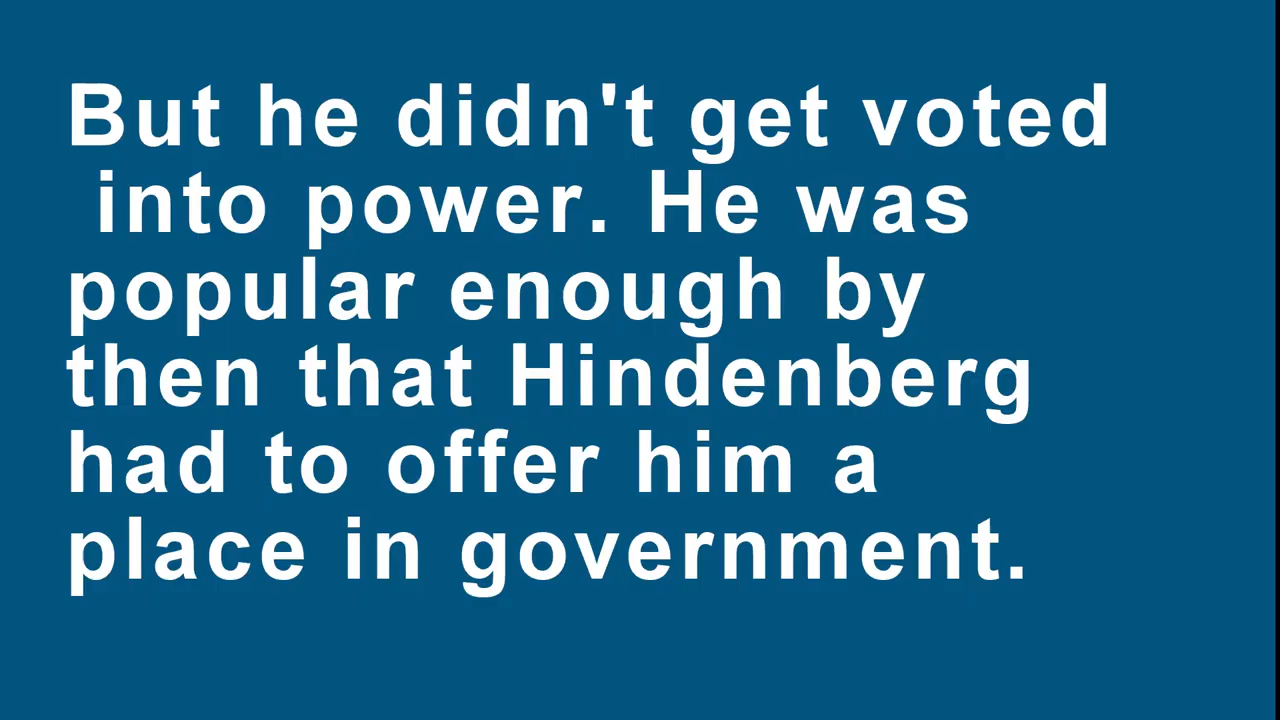 But he didn't get voted
into power. He was
popular enough by
then that Hindenberg
had to offer him a
place in government.